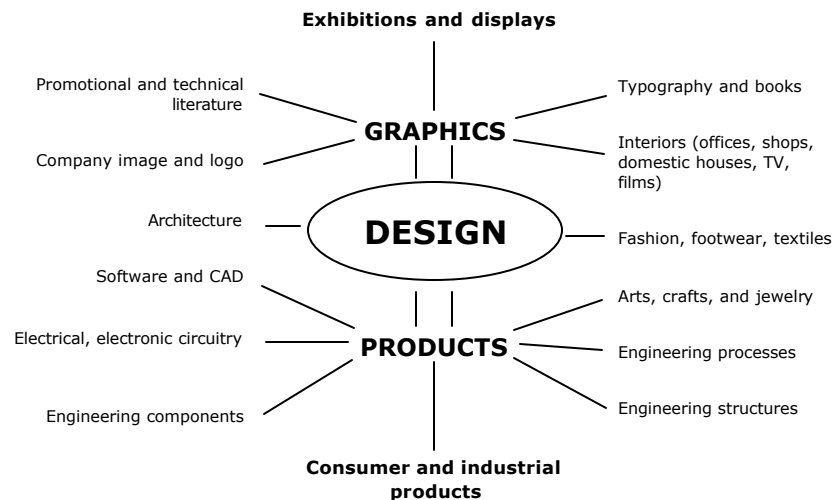 Exhibitions and displays
Promotional and technical
literature
Typography and books
GRAPHICS
Company image and logo
Interiors (offices, shops,
domestic houses, TV,
films)
Architecture
DESIGN
Fashion, footwear, textiles
Software and CAD
Arts, crafts, and jewelry
Electrical, electronic circuitry
PRODUCTS
Engineering processes
Engineering components
Engineering structures
Consumer and industrial
products